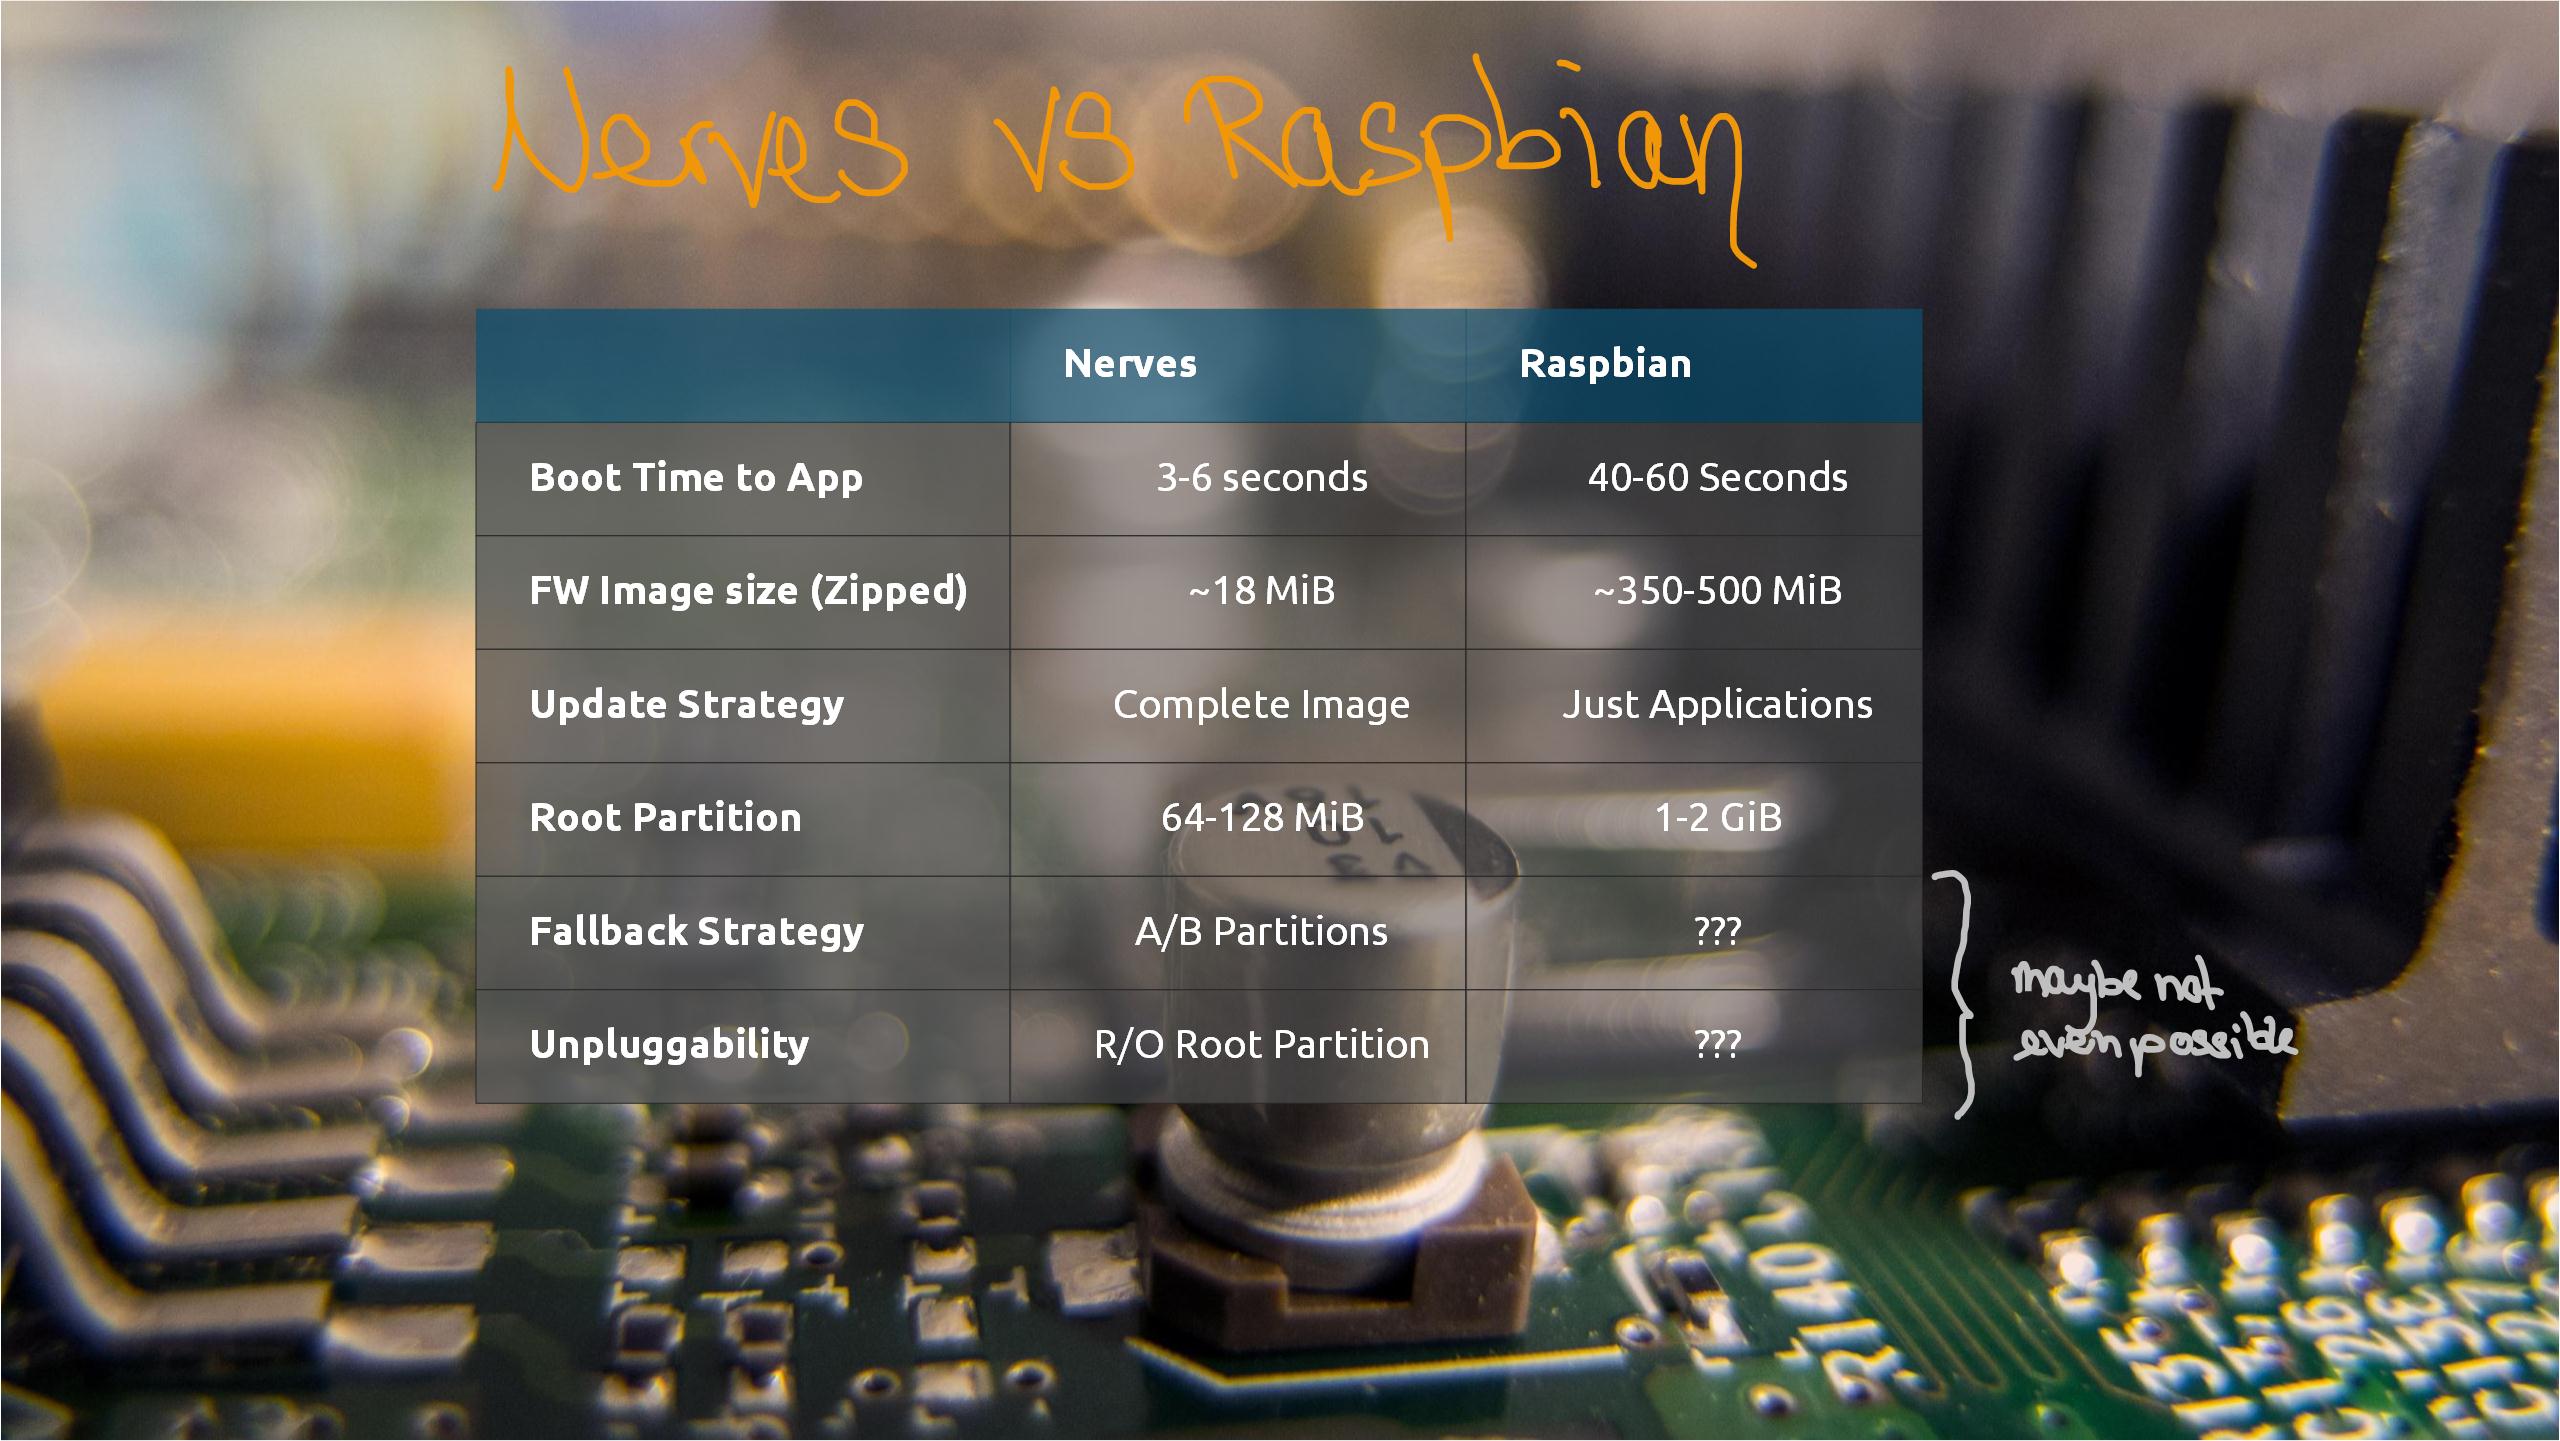 Nerves vs Raspbian
Nerves Raspbian
Boot Time to App 3-6 seconds 40-60 Seconds
FW Image size (Zipped) ~18 MiB ~350-500 MiB
Update Strategy Complete Image Just Applications
Root Partition 64-128 MiB 1-2 GiB
Fallback Strategy A/B Partitions ???
Unpluggability R/O Root Partition ???
maybe not
even possible
R140